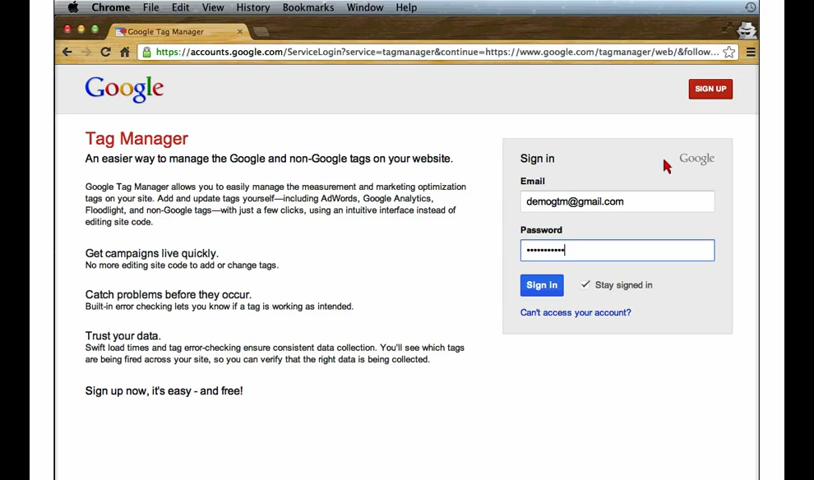 Chrome File Edit View History Bookmarks Window Help
Google Tag Manager
https://accounts.google.com/ServiceLogin?service=tagmanager&continue=https://www.google.com/tagmanager/web/&follow...
Google
SIGN UP
Tag Manager
An easier way to manage the Google and non-Google tags on your website.
Google Tag Manager allows you to easily manage the measurement and marketing optimization
tags on your site. Add and update tags yourself—including AdWords, Google Analytics,
Floodlight, and non-Google tags—with just a few clicks, using an intuitive interface instead of
editing site code.
Get campaigns live quickly.
No more editing site code to add or change tags.
Catch problems before they occur.
Built-in error checking lets you know if a tag is working as intended.
Trust your data.
Swift load times and tag error-checking ensure consistent data collection. You'll see which tags
are being fired across your site, so you can verify that the right data is being collected.
Sign up now, it's easy - and free!
Sign in Google
Email
demogtm@gmail.com
Password
•••••••••••
Sign in Stay signed in
Can't access your account?